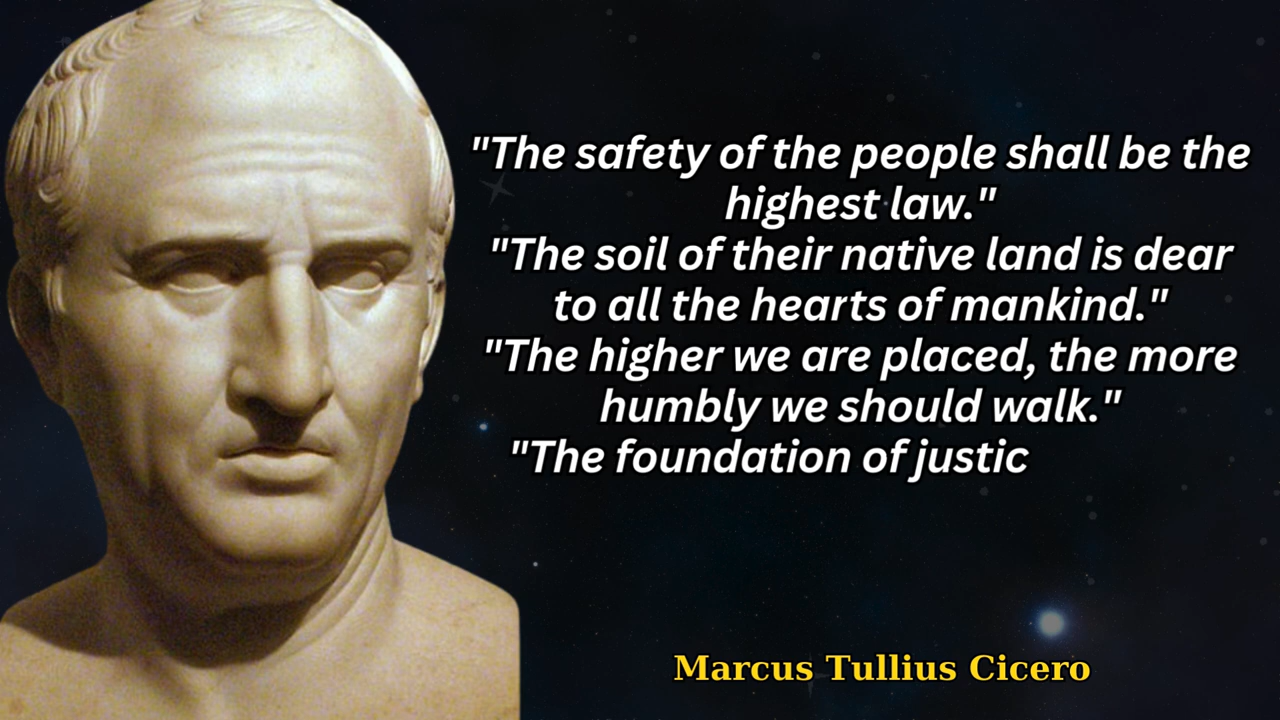 "The safety of the people shall be the
highest law."
"The soil of their native land is dear
to all the hearts of mankind."
"The higher we are placed, the more
humbly we should walk."
"The foundation of justic
Marcus Tullius Cicero